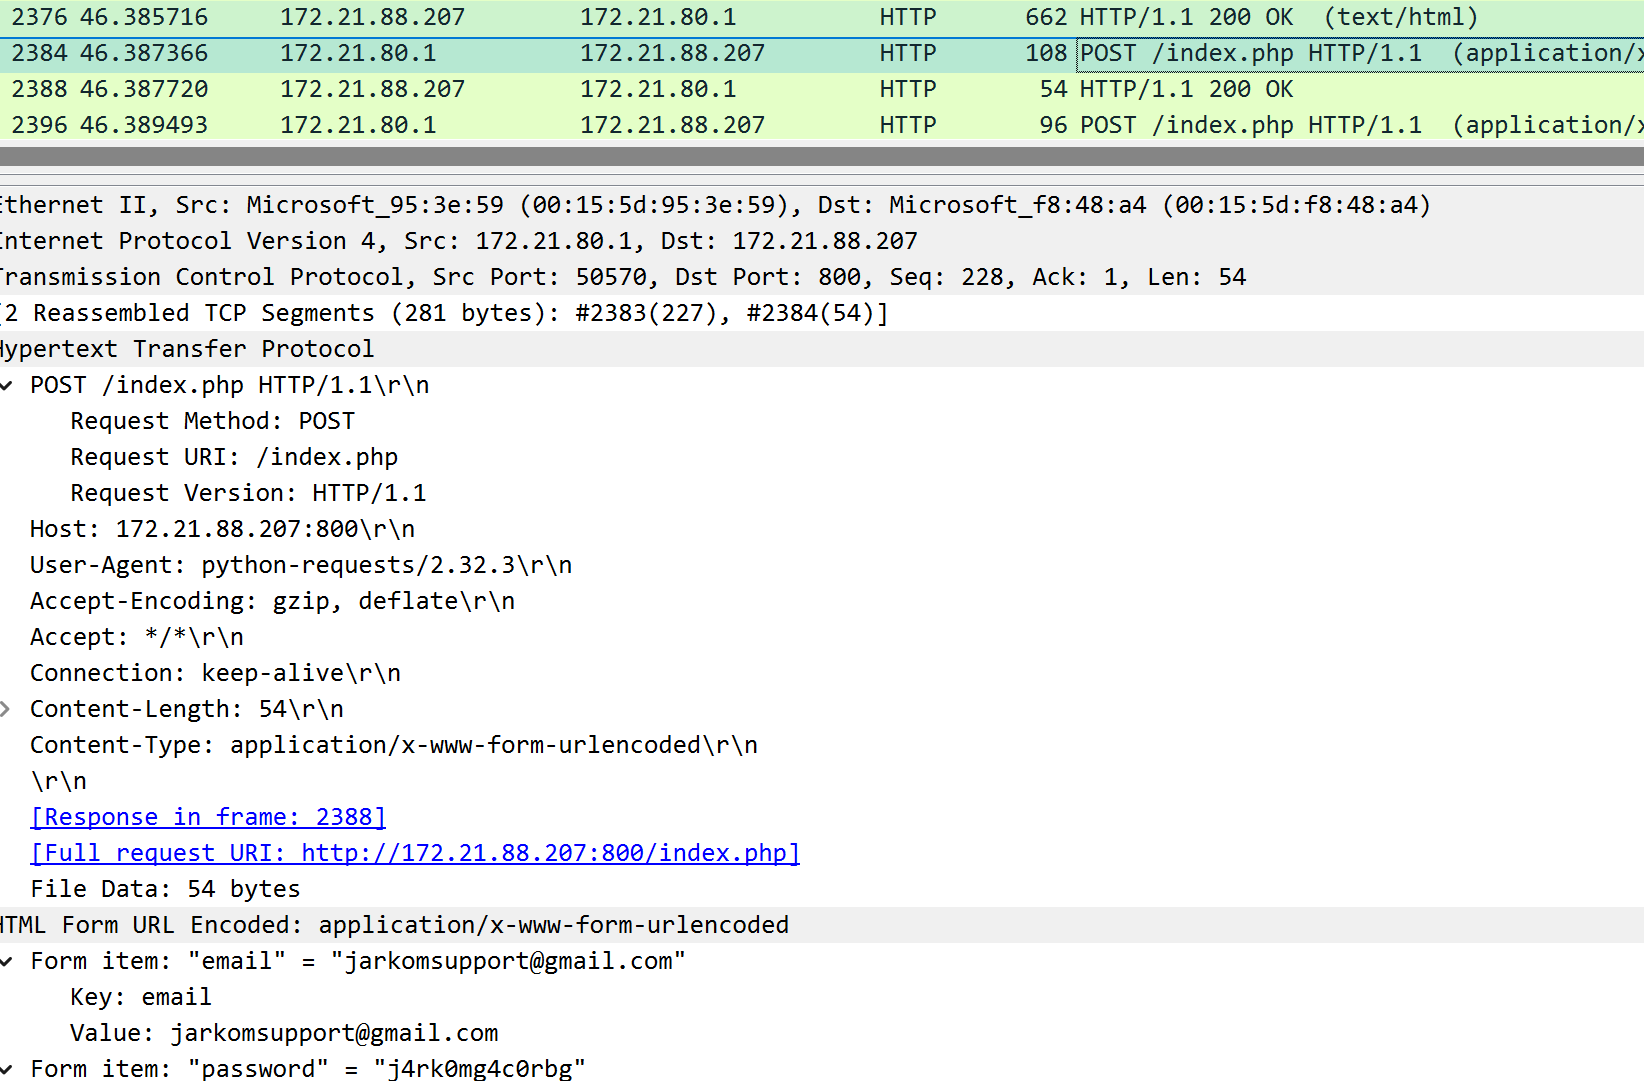 2376 46.385716 172.21.88.207 172.21.80.1 HTTP 662 HTTP/1.1 200 OK (text/html)
2384 46.387366 172.21.80.1 172.21.88.207 HTTP 108 POST /index.php HTTP/1.1 (application/x
2388 46.387720 172.21.88.207 172.21.80.1 HTTP 54 HTTP/1.1 200 OK
2396 46.389493 172.21.80.1 172.21.88.207 HTTP 96 POST /index.php HTTP/1.1 (application/x
Ethernet II, Src: Microsoft_95:3e:59 (00:15:5d:95:3e:59), Dst: Microsoft_f8:48:a4 (00:15:5d:f8:48:a4)
Internet Protocol Version 4, Src: 172.21.80.1, Dst: 172.21.88.207
Transmission Control Protocol, Src Port: 50570, Dst Port: 800, Seq: 228, Ack: 1, Len: 54
[2 Reassembled TCP Segments (281 bytes): #2383(227), #2384(54)]
Hypertext Transfer Protocol
POST /index.php HTTP/1.1\r\n
Request Method: POST
Request URI: /index.php
Request Version: HTTP/1.1
Host: 172.21.88.207:800\r\n
User-Agent: python-requests/2.32.3\r\n
Accept-Encoding: gzip, deflate\r\n
Accept: */*\r\n
Connection: keep-alive\r\n
Content-Length: 54\r\n
Content-Type: application/x-www-form-urlencoded\r\n
\r\n
[Response in frame: 2388]
[Full request URI: http://172.21.88.207:800/index.php]
File Data: 54 bytes
HTML Form URL Encoded: application/x-www-form-urlencoded
Form item: "email" = "jarkomsupport@gmail.com"
Key: email
Value: jarkomsupport@gmail.com
Form item: "password" = "j4rk0mg4c0rbg"